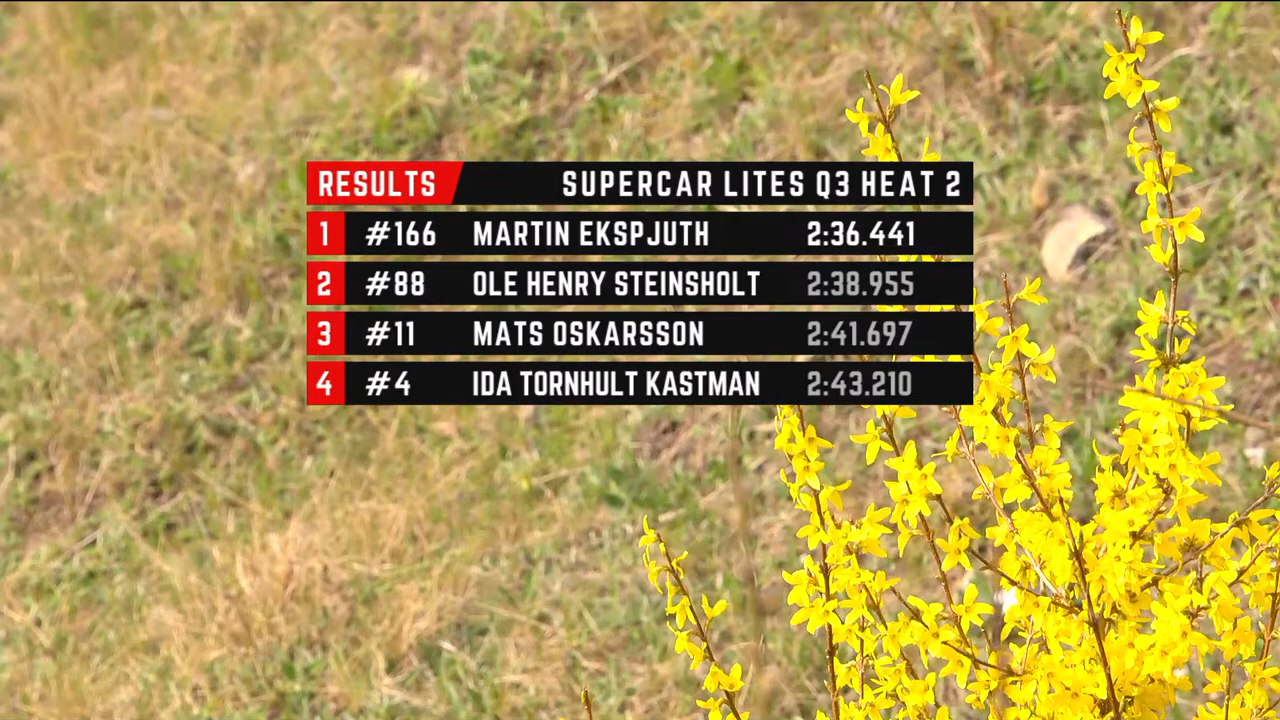 RESULTS SUPERCAR LITES Q3 HEAT 2
1 #166 MARTIN EKSPJUTH 2:36.441
2 #88 OLE HENRY STEINSHOLT 2:38.955
3 #11 MATS OSKARSSON 2:41.697
4 #4 IDA TORNHULT KASTMAN 2:43.210